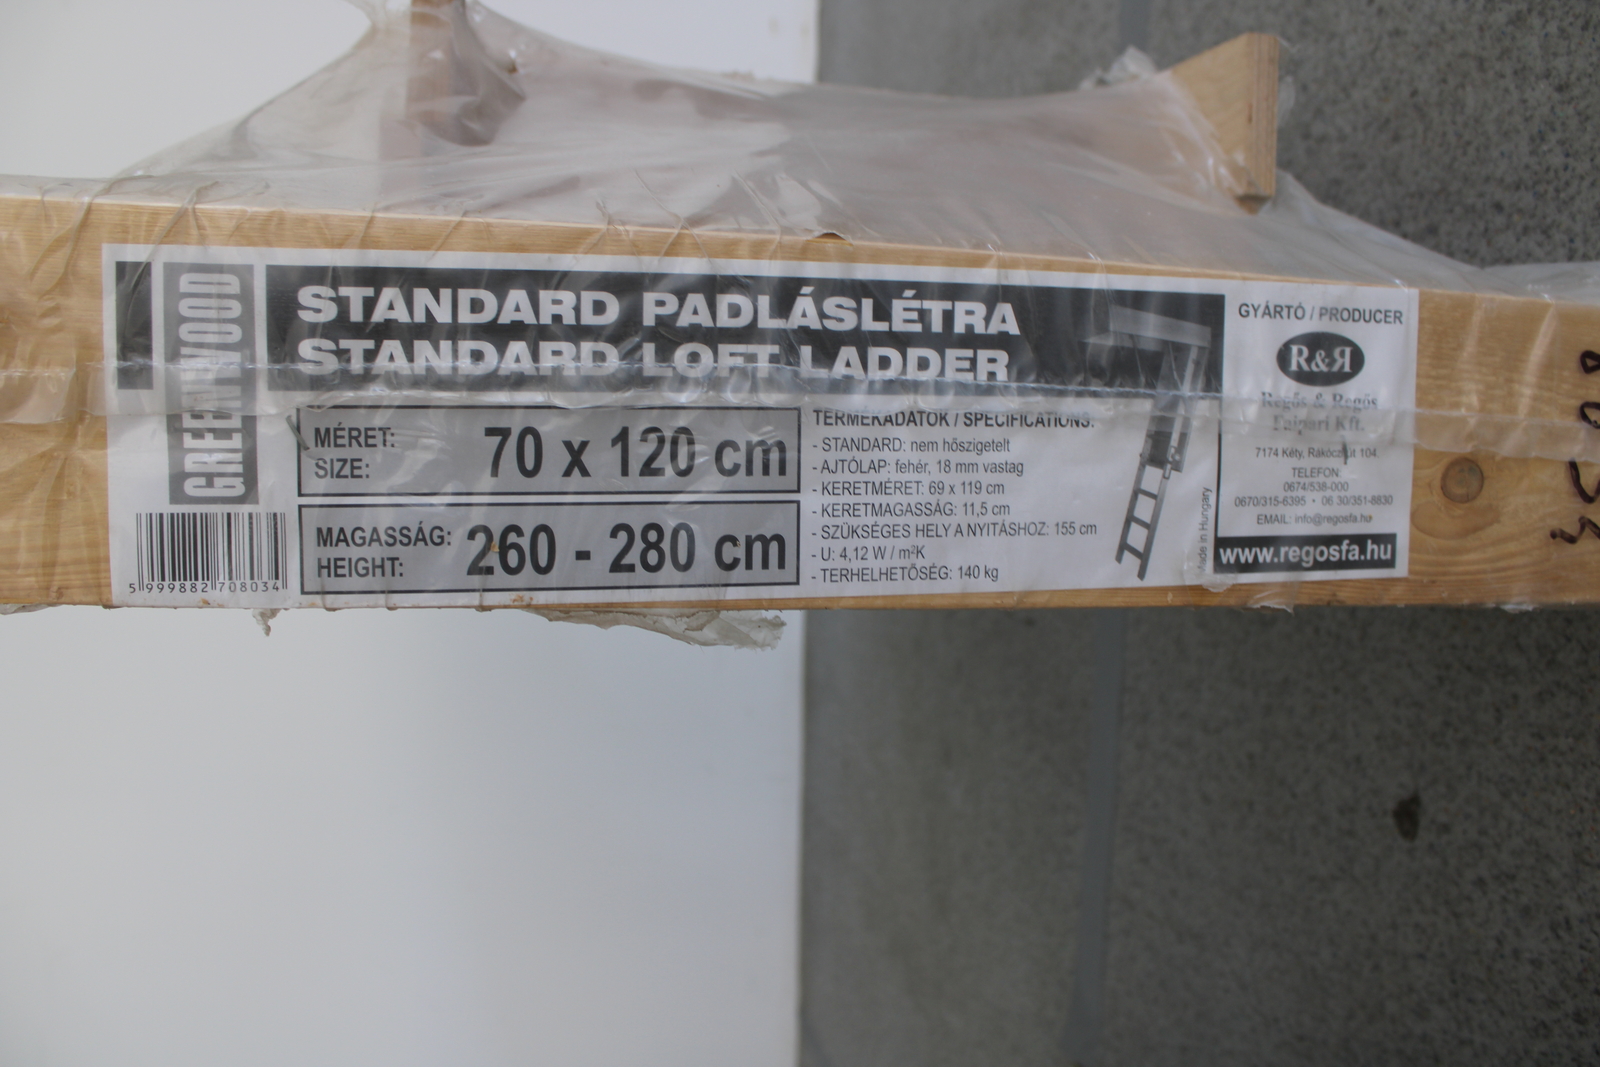 GREENWOOD
STANDARD PADLÁSLÉTRA
STANDARD LOFT LADDER
MÉRET:
SIZE:
70 x 120 cm
MAGASSÁG:
HEIGHT:
260 - 280 cm
5 999882 708034
TERMÉKADATOK / SPECIFICATIONS:
- STANDARD: nem hőszigetelt
- AJTÓLAP: fehér, 18 mm vastag
- KERETMÉRET: 69 x 119 cm
- KERETMAGASSÁG: 11,5 cm
- SZÜKSÉGES HELY A NYITÁSHOZ: 155 cm
- U: 4,12 W / m²K
- TERHELHETŐSÉG: 140 kg
Made in Hungary
GYÁRTÓ / PRODUCER
R&R
Regős & Regős
Faipari Kft.
7174 Kéty, Rákóczi út 104.
TELEFON:
0674/538-000
0670/315-6395 • 06 30/351-8830
EMAIL: info@regosfa.hu
www.regosfa.hu